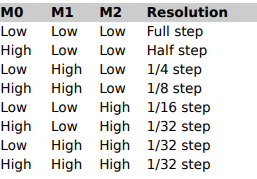 M0 M1 M2 Resolution
Low Low Low Full step
High Low Low Half step
Low High Low 1/4 step
High High Low 1/8 step
Low Low High 1/16 step
High Low High 1/32 step
Low High High 1/32 step
High High High 1/32 step